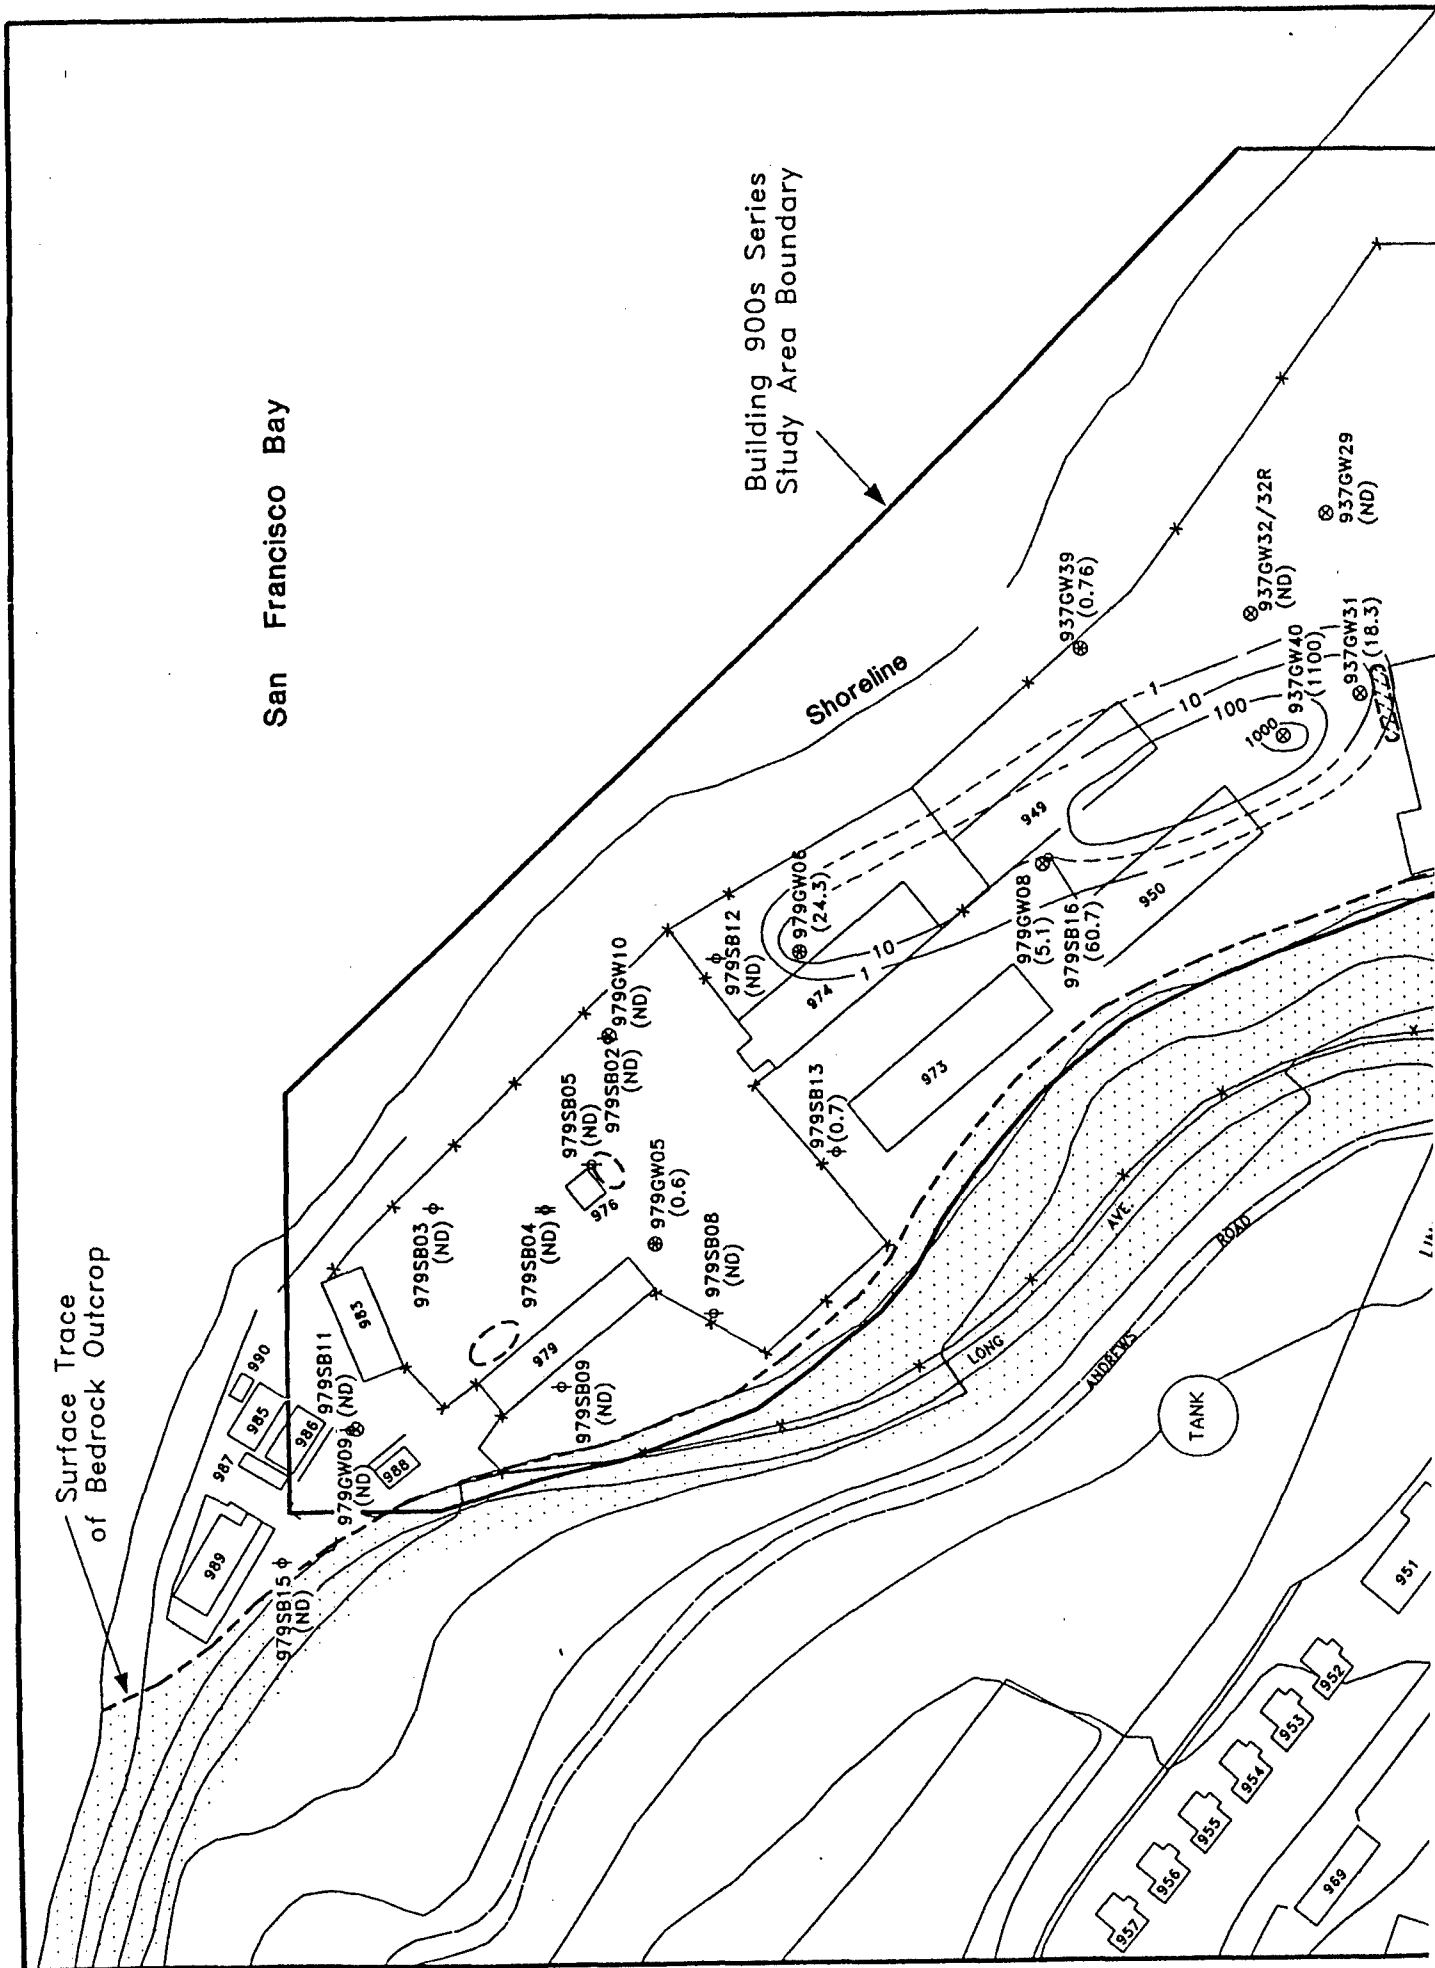 San Francisco Bay
Surface Trace
of Bedrock Outcrop
Building 900s Series
Study Area Boundary
Shoreline
990
985
986
987
988
989
983
979SB11
(ND)
979GW09
(ND
979SB15
(ND)
979SB03
(ND)
979SB04
(ND)
979SB05
(ND)
979SB02
(ND)
979GW10
(ND)
976
979GW05
(0.6)
979SB08
(ND)
979
979SB09
(ND)
979SB12
(ND)
979GW06
(24.3)
10
1
974
973
979SB13
(0.7)
979GW08
(5.1)
979SB16
(60.7)
949
950
937GW39
(0.76)
1
10
100
1000
937GW40
(1100)
937GW31
(18.3)
937GW32/32R
(ND)
937GW29
(ND)
LONG
AVE.
ANDREWS
ROAD
TANK
951
952
953
954
955
956
957
969